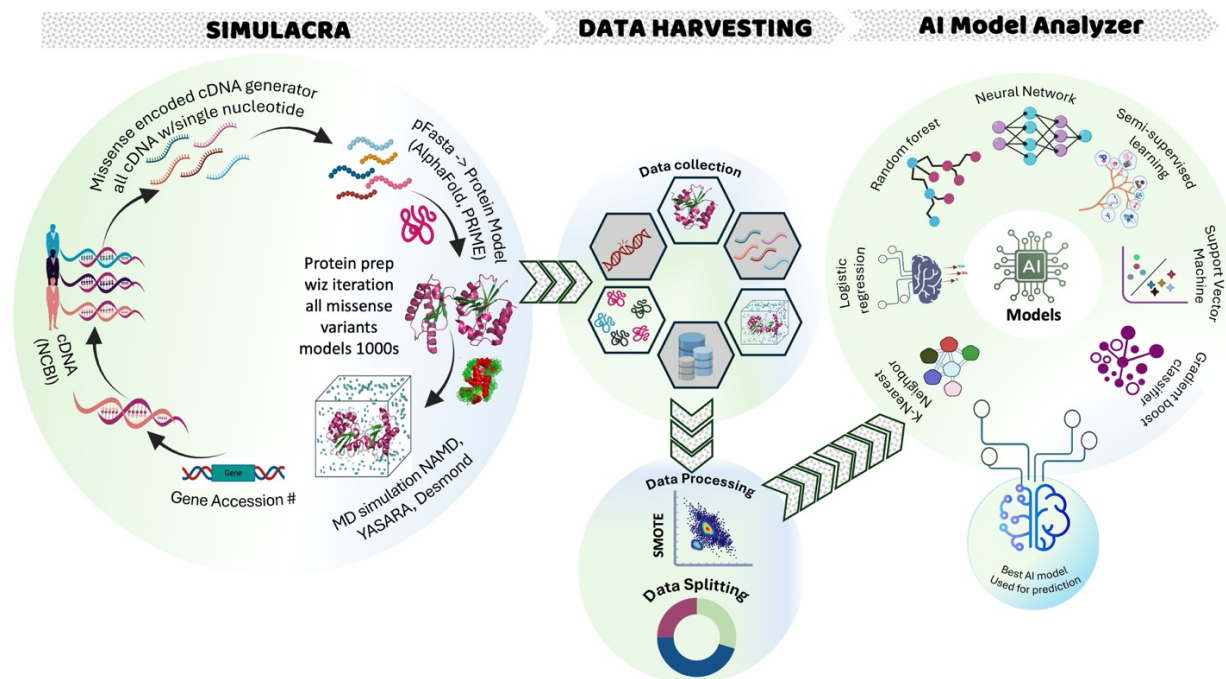 SIMULACRA
DATA HARVESTING
AI Model Analyzer
Missense encoded cDNA generator
all cDNA w/single nucleotide
pFasta -> Protein Model
(AlphaFold, PRIME)
Protein prep
wiz iteration
all missense
variants
models 1000s
cDNA
(NCBI)
Gene
Gene Accession #
MD simulation NAMD,
YASARA, Desmond
Data collection
Data Processing
SMOTE
Data Splitting
Neural Network
Random forest
Semi-supervised
learning
Logistic
regression
AI
Models
Support Vector
Machine
K-Nearest
Neighbor
Gradient boost
classifier
Best AI model
Used for prediction